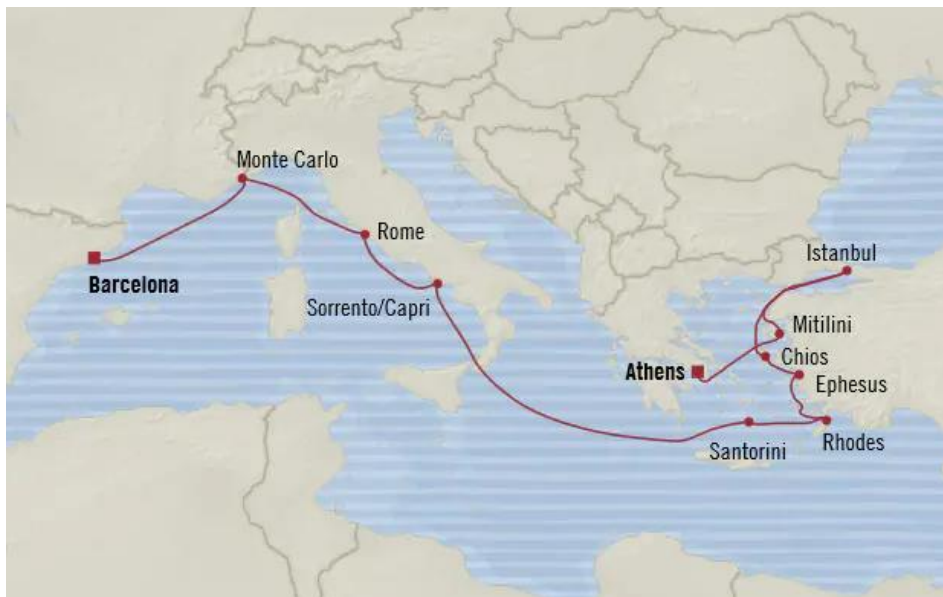 Monte Carlo
Rome
Istanbul
Barcelona
Sorrento/Capri
Mitilini
Chios
Athens
Ephesus
Rhodes
Santorini